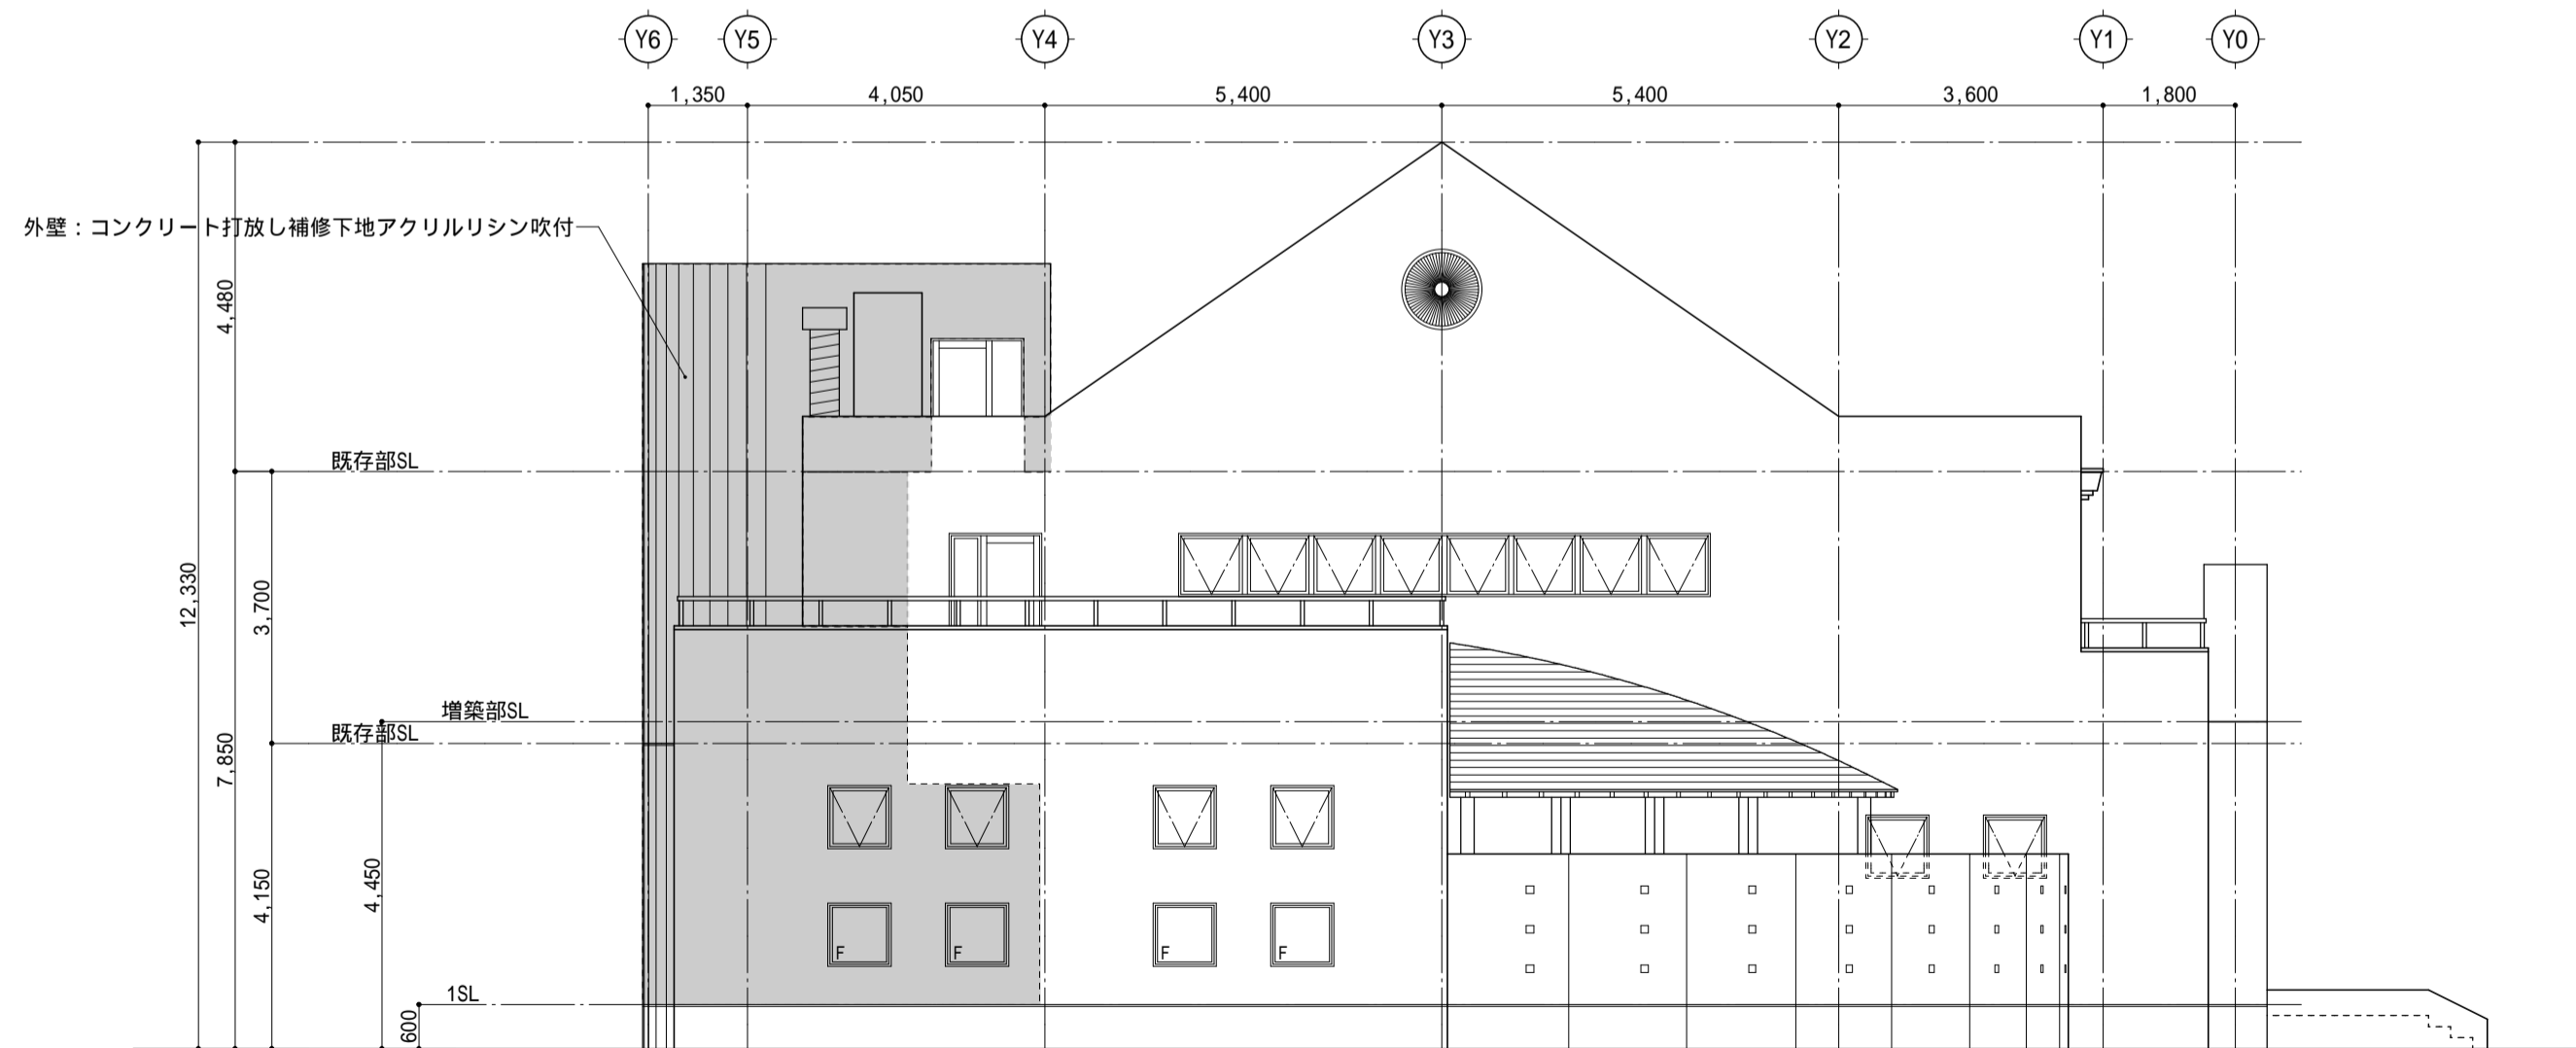 Y6 Y5 Y4 Y3 Y2 Y1 Y0
1,350 4,050 5,400 5,400 3,600 1,800
外壁：コンクリート打放し補修下地アクリルリシン吹付
4,480
既存部SL
12,330
3,700
増築部SL
既存部SL
7,850
4,150
4,450
F F F F
1SL
600